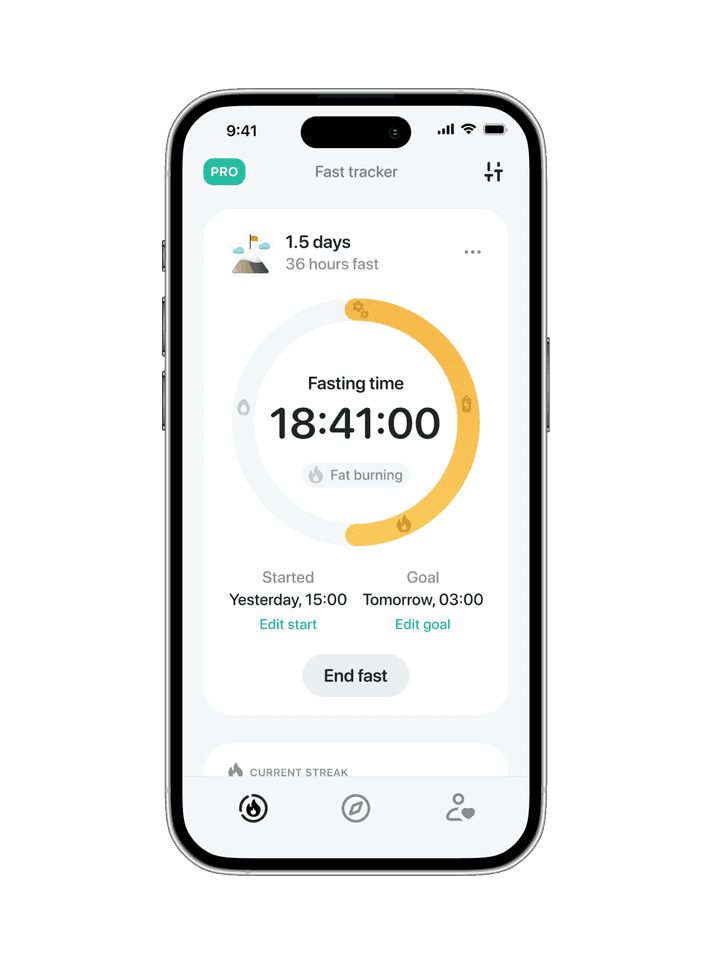 9:41
PRO
Fast tracker
1.5 days
36 hours fast
Fasting time
18:41:00
Fat burning
Started
Goal
Yesterday, 15:00
Tomorrow, 03:00
Edit start
Edit goal
End fast
CURRENT STREAK